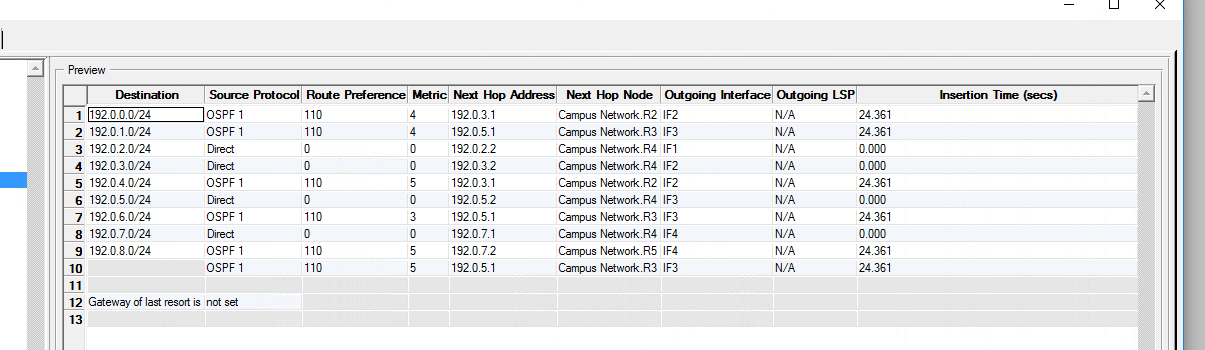 Preview
Destination Source Protocol Route Preference Metric Next Hop Address Next Hop Node Outgoing Interface Outgoing LSP Insertion Time (secs)
1 192.0.0.0/24 OSPF 1 110 4 192.0.3.1 Campus Network.R2 IF2 N/A 24.361
2 192.0.1.0/24 OSPF 1 110 4 192.0.5.1 Campus Network.R3 IF3 N/A 24.361
3 192.0.2.0/24 Direct 0 0 192.0.2.2 Campus Network.R4 IF1 N/A 0.000
4 192.0.3.0/24 Direct 0 0 192.0.3.2 Campus Network.R4 IF2 N/A 0.000
5 192.0.4.0/24 OSPF 1 110 5 192.0.3.1 Campus Network.R2 IF2 N/A 24.361
6 192.0.5.0/24 Direct 0 0 192.0.5.2 Campus Network.R4 IF3 N/A 0.000
7 192.0.6.0/24 OSPF 1 110 3 192.0.5.1 Campus Network.R3 IF3 N/A 24.361
8 192.0.7.0/24 Direct 0 0 192.0.7.1 Campus Network.R4 IF4 N/A 0.000
9 192.0.8.0/24 OSPF 1 110 5 192.0.7.2 Campus Network.R5 IF4 N/A 24.361
10 OSPF 1 110 5 192.0.5.1 Campus Network.R3 IF3 N/A 24.361
11
12 Gateway of last resort is not set
13